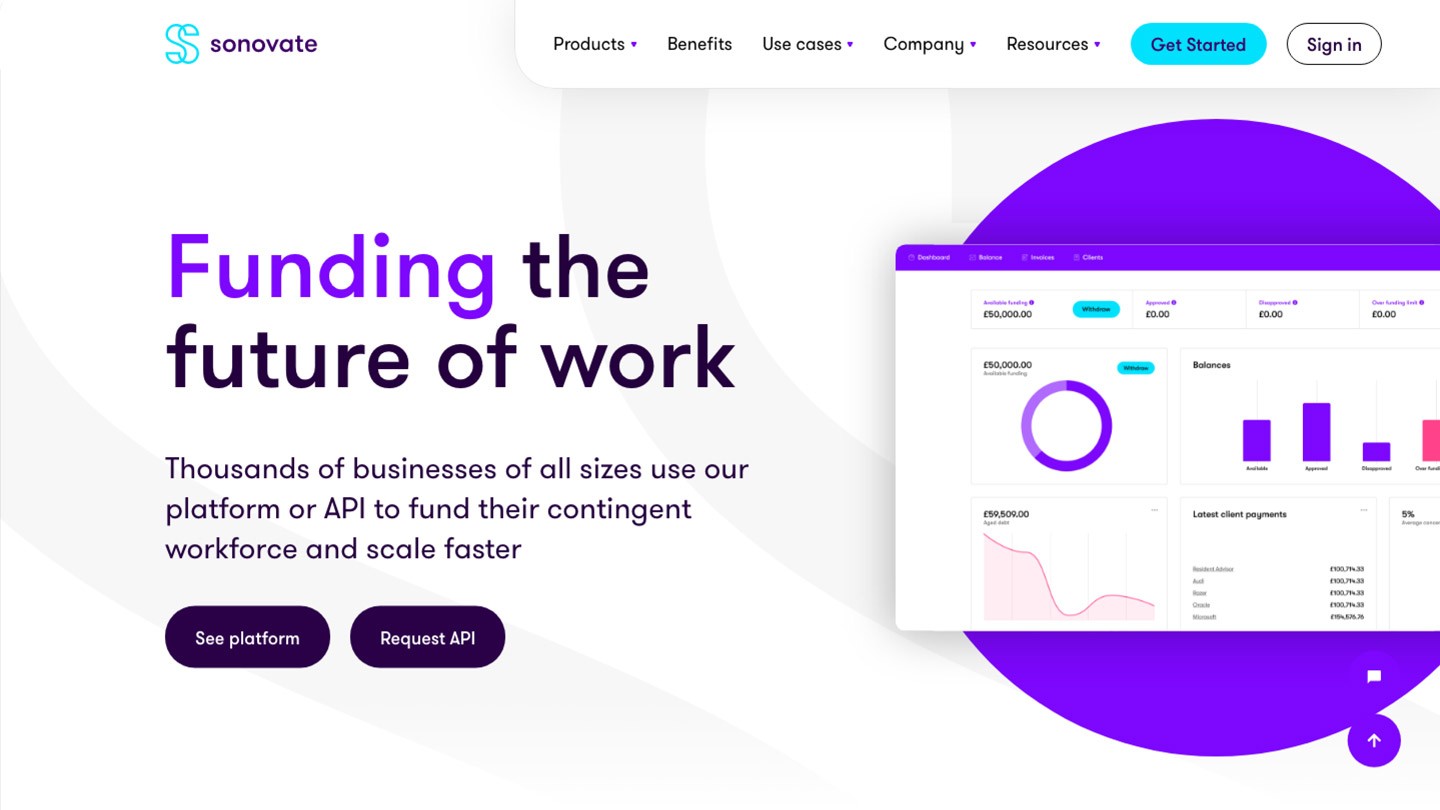 sonovate
Products
Benefits
Use cases
Company
Resources
Get Started
Sign in
Funding the
future of work
Thousands of businesses of all sizes use our
platform or API to fund their contingent
workforce and scale faster
See platform
Request API
Dashboard
Balance
Invoices
Clients
Available funding
£50,000.00
Withdraw
Approved
£0.00
Disapproved
£0.00
Over funding limit
£0.00
£50,000.00
Available funding
Withdraw
Balances
Available
Approved
Disapproved
£59,509.00
Aged debt
Latest client payments
Resident Advisor £100,714.33
Audi £100,714.33
£100,714.33
Oracle £100,714.33
Microsoft £194,576.76
5%
Average